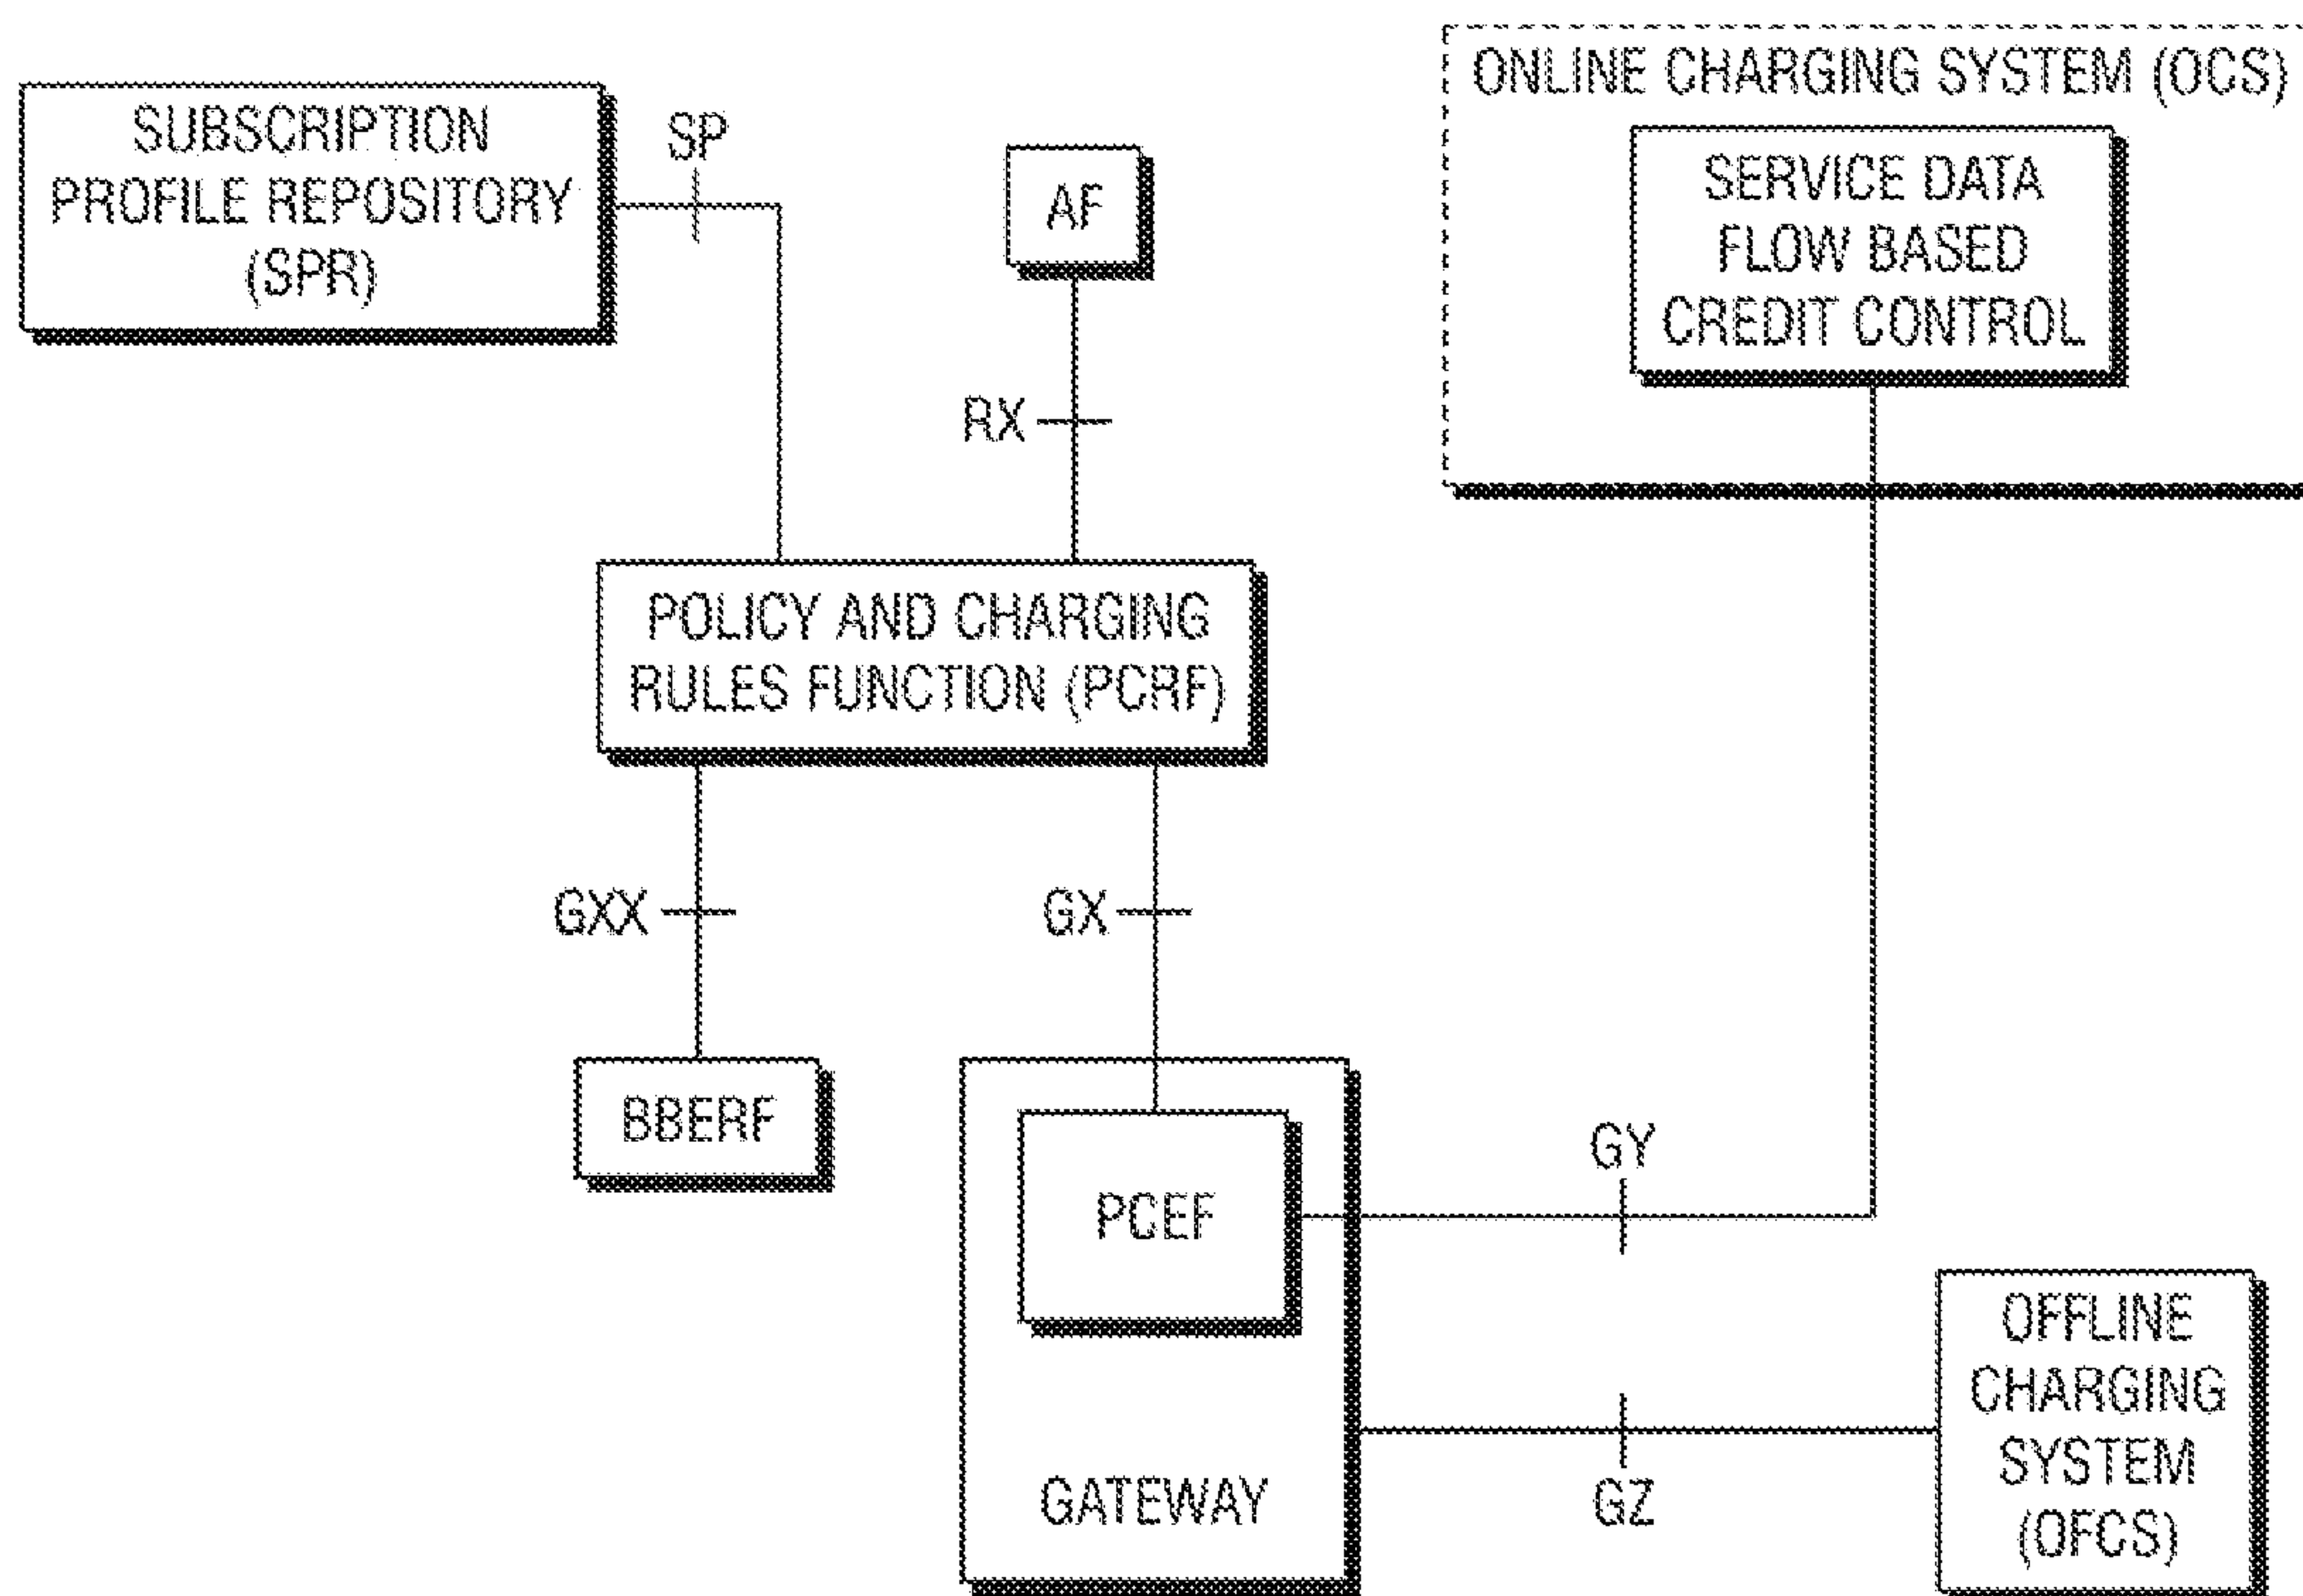 ONLINE CHARGING SYSTEM (OCS)
SUBSCRIPTION
PROFILE REPOSITORY
(SPR)
SP
AF
SERVICE DATA
FLOW BASED
CREDIT CONTROL
RX
POLICY AND CHARGING
RULES FUNCTION (PCRF)
GXX
GX
BBERF
PCEF
GY
GATEWAY
GZ
OFFLINE
CHARGING
SYSTEM
(OFCS)